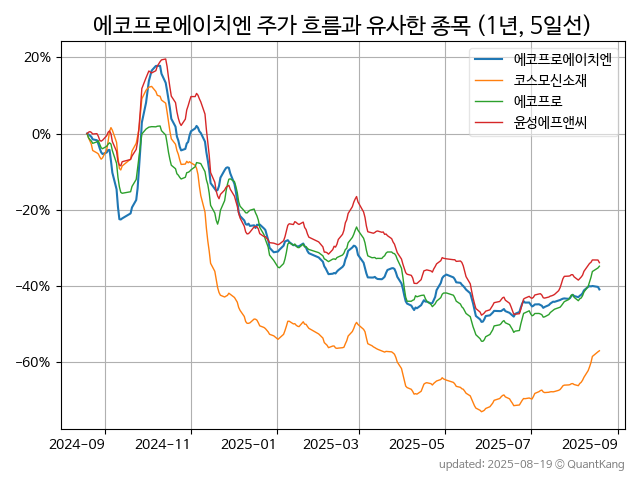 에코프로에이치엔 주가 흐름과 유사한 종목 (1년, 5일선)
에코프로에이치엔
코스모신소재
에코프로
윤성에프앤씨
20%
0%
−20%
−40%
−60%
2024-09 2024-11 2025-01 2025-03 2025-05 2025-07 2025-09
updated: 2025-08-19 © QuantKang